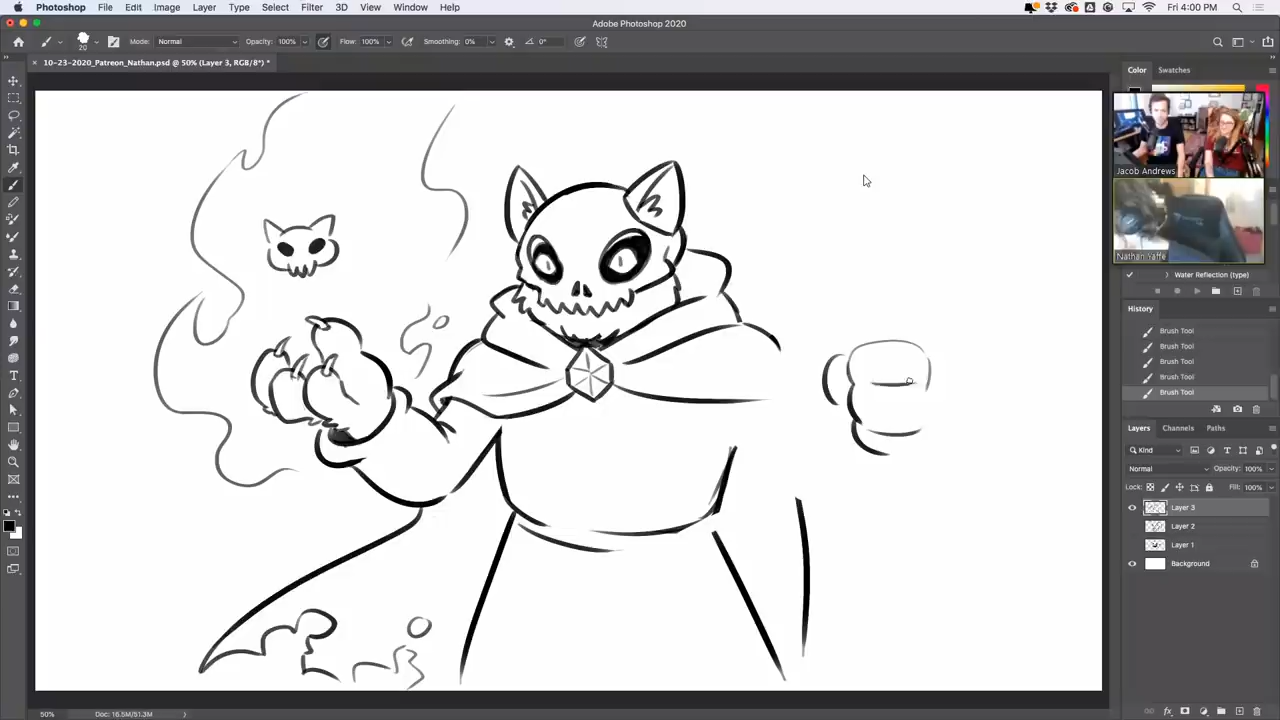 Photoshop File Edit Image Layer Type Select Filter 3D View Window Help Fri 4:00 PM
Adobe Photoshop 2020
20 Mode: Normal Opacity: 100% Flow: 100% Smoothing: 0% 0°
× 10-23-2020_Patreon_Nathan.psd @ 50% (Layer 3, RGB/8*) *
Color Swatches
Jacob Andrews
Nathan Yaffe
Water Reflection (type)
History
Brush Tool
Brush Tool
Brush Tool
Brush Tool
Brush Tool
Layers Channels Paths
Kind
Normal Opacity: 100%
Lock: Fill: 100%
Layer 3
Layer 2
Layer 1
Background
50% Doc: 16.5M/51.3M